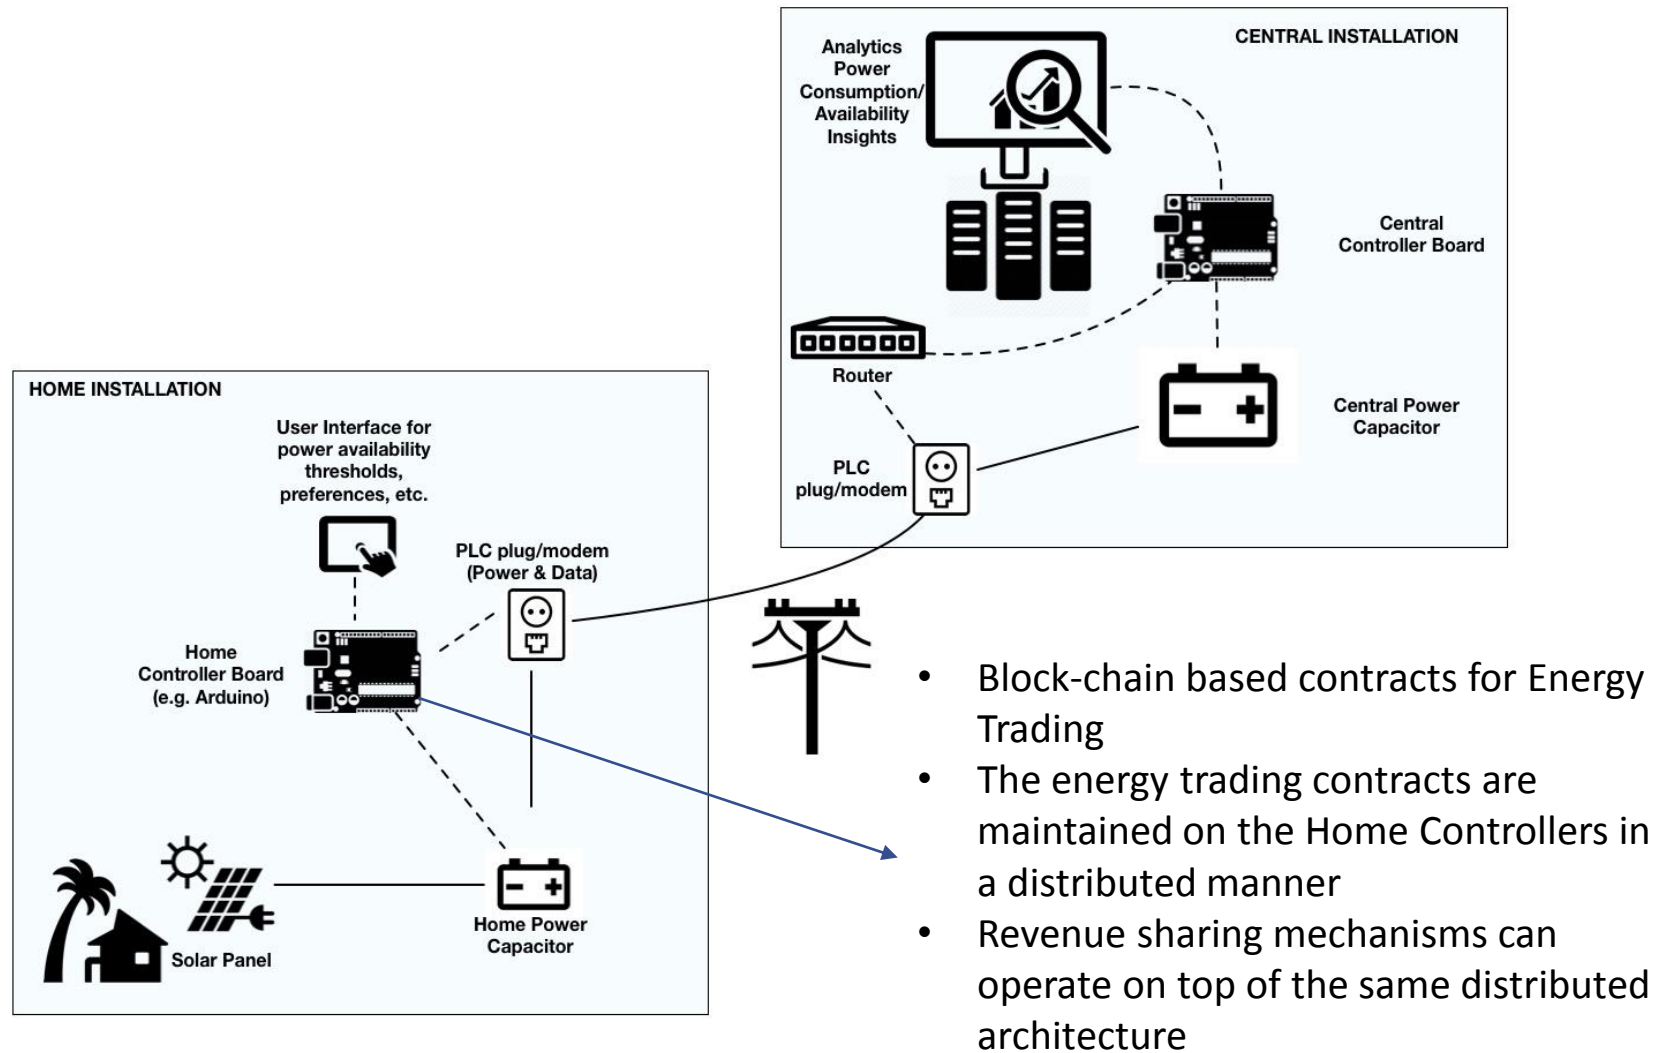 CENTRAL INSTALLATION
Analytics
Power
Consumption/
Availability
Insights
Central
Controller Board
Router
Central Power
Capacitor
PLC
plug/modem
HOME INSTALLATION
User Interface for
power availability
thresholds,
preferences, etc.
PLC plug/modem
(Power & Data)
Home
Controller Board
(e.g. Arduino)
Home Power
Capacitor
Solar Panel
• Block-chain based contracts for Energy
Trading
• The energy trading contracts are
maintained on the Home Controllers in
a distributed manner
• Revenue sharing mechanisms can
operate on top of the same distributed
architecture